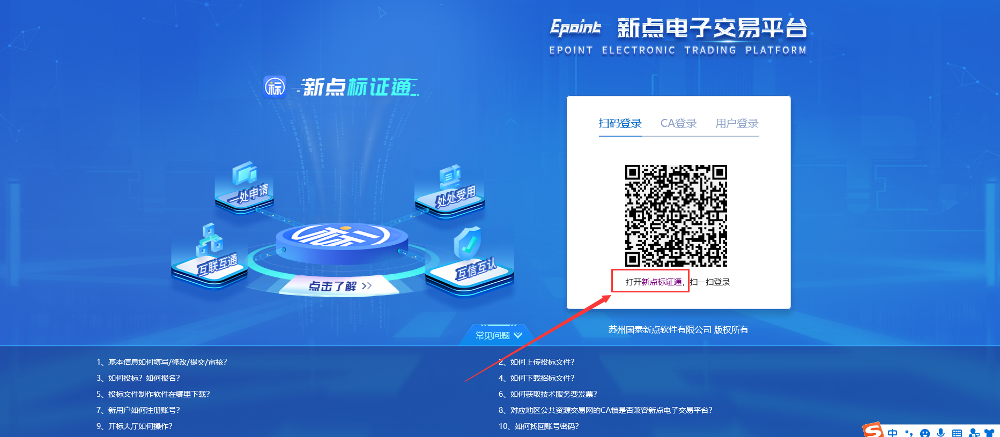 Epoint 新点电子交易平台
EPOINT ELECTRONIC TRADING PLATFORM
标 新点标证通
扫码登录 CA登录 用户登录
一处申请
处处受用
互联互通
互信互认
点击了解 >>
打开新点标证通，扫一扫登录
苏州国泰新点软件有限公司 版权所有
常见问题
1、基本信息如何填写/修改/提交/审核？
2、如何上传投标文件？
3、如何投标？如何报名？
4、如何下载招标文件？
5、投标文件制作软件在哪里下载？
6、如何获取技术服务费发票？
7、新用户如何注册账号？
8、对应地区公共资源交易网的CA锁是否兼容新点电子交易平台？
9、开标大厅如何操作？
10、如何找回账号密码？
S 中